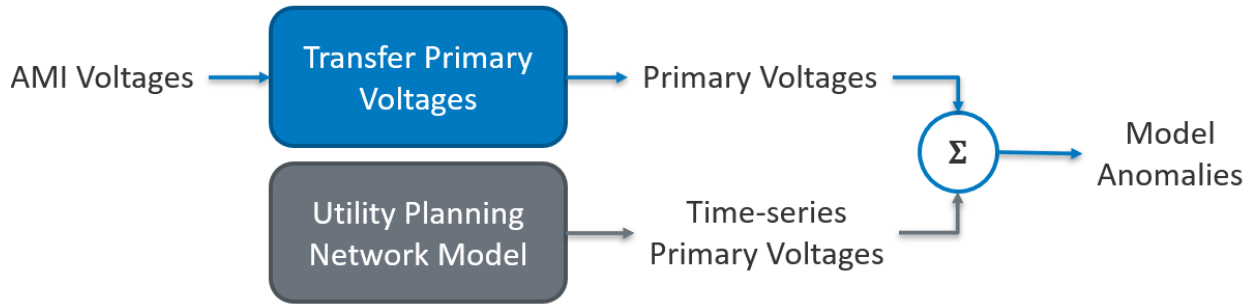 AMI Voltages
Transfer Primary
Voltages
Primary Voltages
Σ
Model
Anomalies
Utility Planning
Network Model
Time-series
Primary Voltages